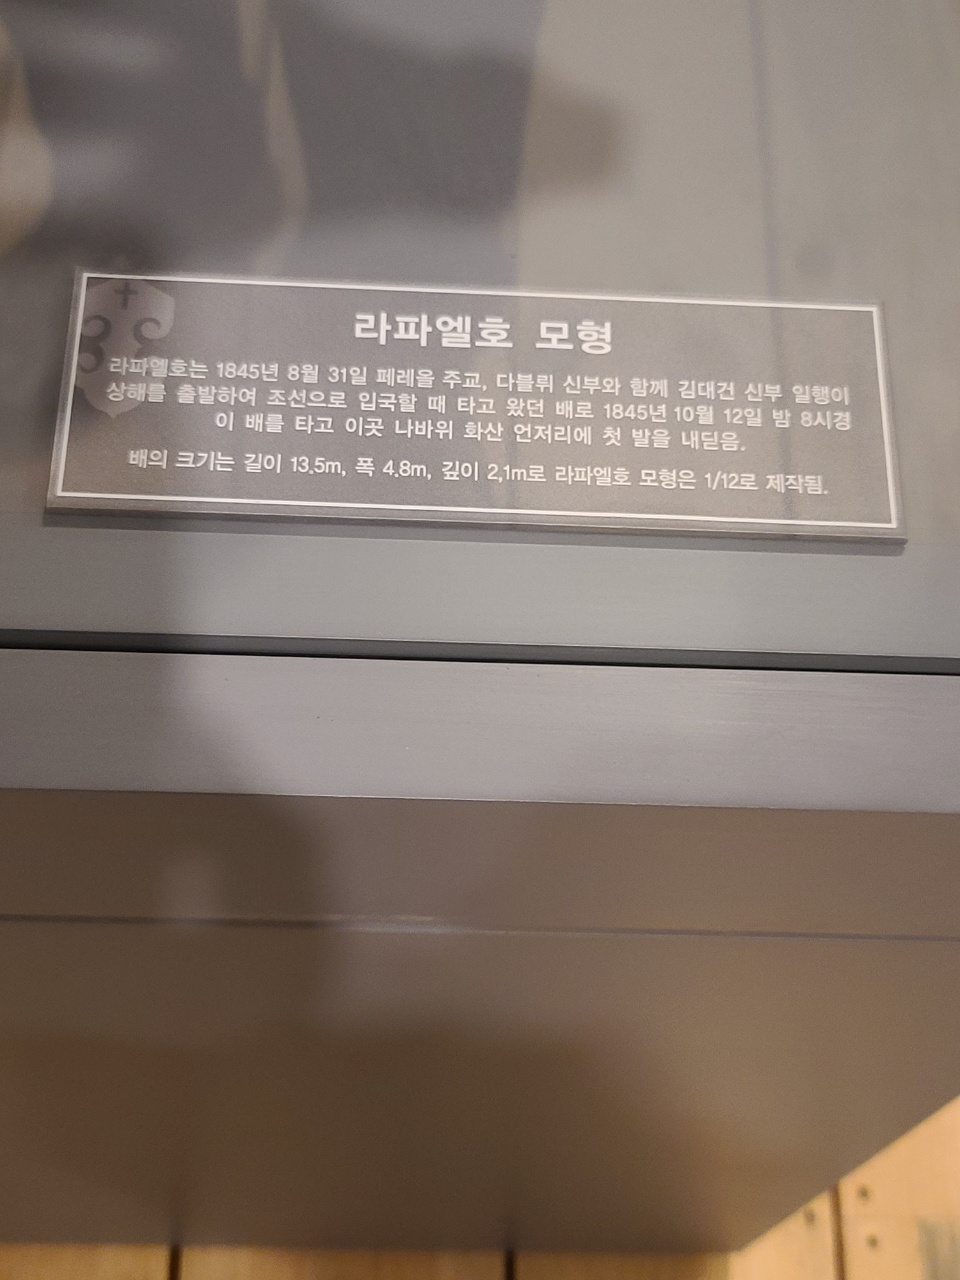 라파엘호 모형
라파엘호는 1845년 8월 31일 페레올 주교, 다블뤼 신부와 함께 김대건 신부 일행이
상해를 출발하여 조선으로 입국할 때 타고 왔던 배로 1845년 10월 12일 밤 8시경
이 배를 타고 이곳 나바위 화산 언저리에 첫 발을 내딛음.
배의 크기는 길이 13.5m, 폭 4.8m, 깊이 2,1m로 라파엘호 모형은 1/12로 제작됨.